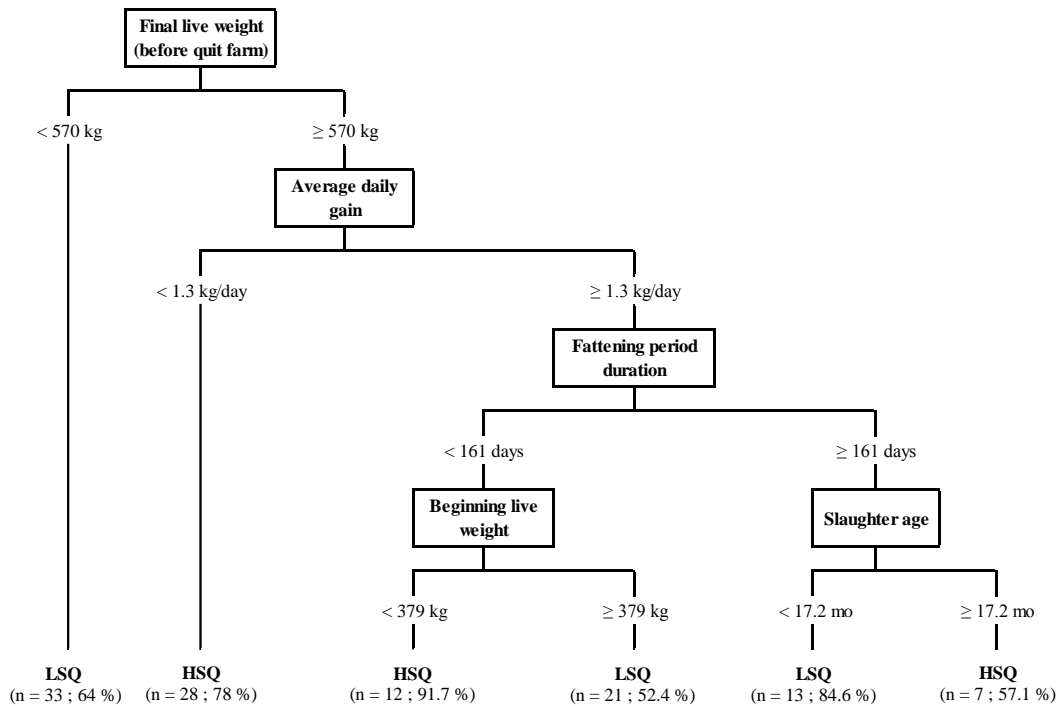 Final live weight
(before quit farm)
< 570 kg
≥ 570 kg
Average daily
gain
< 1.3 kg/day
≥ 1.3 kg/day
Fattening period
duration
< 161 days
≥ 161 days
Beginning live
weight
Slaughter age
< 379 kg
≥ 379 kg
< 17.2 mo
≥ 17.2 mo
LSQ
(n = 33 ; 64 %)
HSQ
(n = 28 ; 78 %)
HSQ
(n = 12 ; 91.7 %)
LSQ
(n = 21 ; 52.4 %)
LSQ
(n = 13 ; 84.6 %)
HSQ
(n = 7 ; 57.1 %)